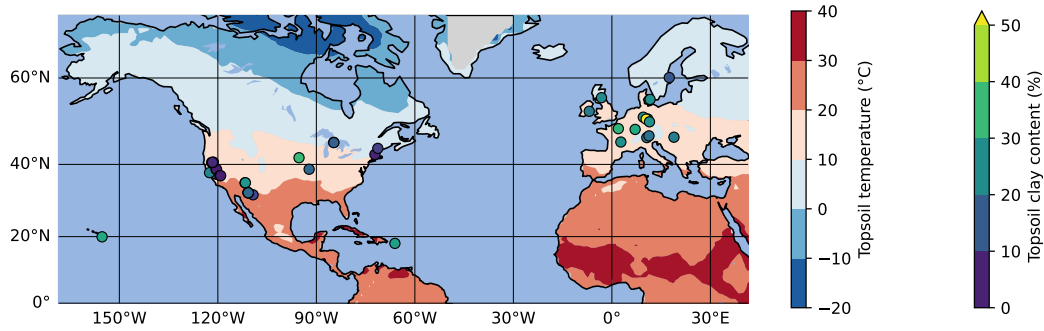 60°N
40°N
20°N
0°
150°W
120°W
90°W
60°W
30°W
0°
30°E
40
30
20
10
0
−10
−20
Topsoil temperature (°C)
50
40
30
20
10
0
Topsoil clay content (%)